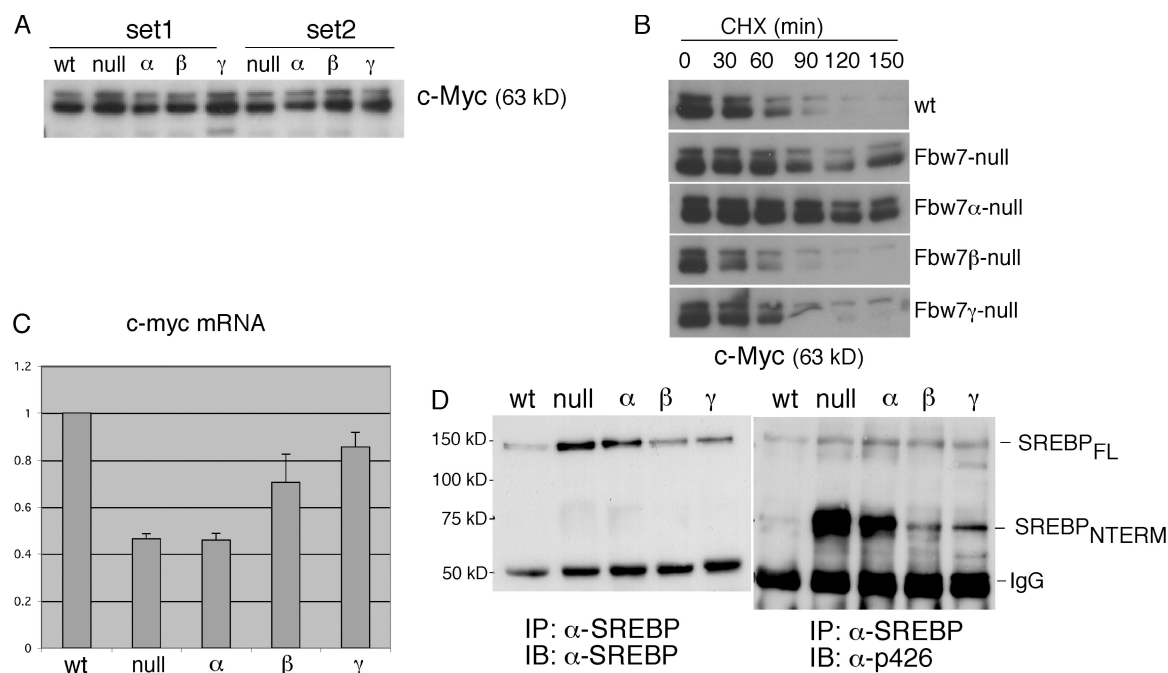 A
set1 set2
wt null α β γ null α β γ
c-Myc (63 kD)
B
CHX (min)
0 30 60 90 120 150
wt
Fbw7-null
Fbw7α-null
Fbw7β-null
Fbw7γ-null
c-Myc (63 kD)
C
c-myc mRNA
1.2
1
0.8
0.6
0.4
0.2
0
wt null α β γ
D
wt null α β γ wt null α β γ
150 kD
100 kD
75 kD
50 kD
SREBPFL
SREBPNTERM
IgG
IP: α-SREBP
IB: α-SREBP
IP: α-SREBP
IB: α-p426